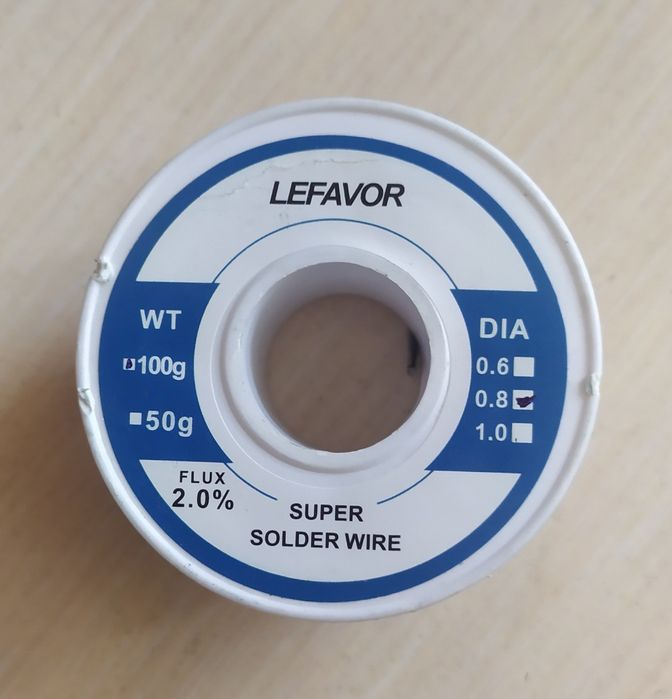 LEFAVOR
WT
100g
50g
DIA
0.6
0.8
1.0
FLUX
2.0%
SUPER
SOLDER WIRE